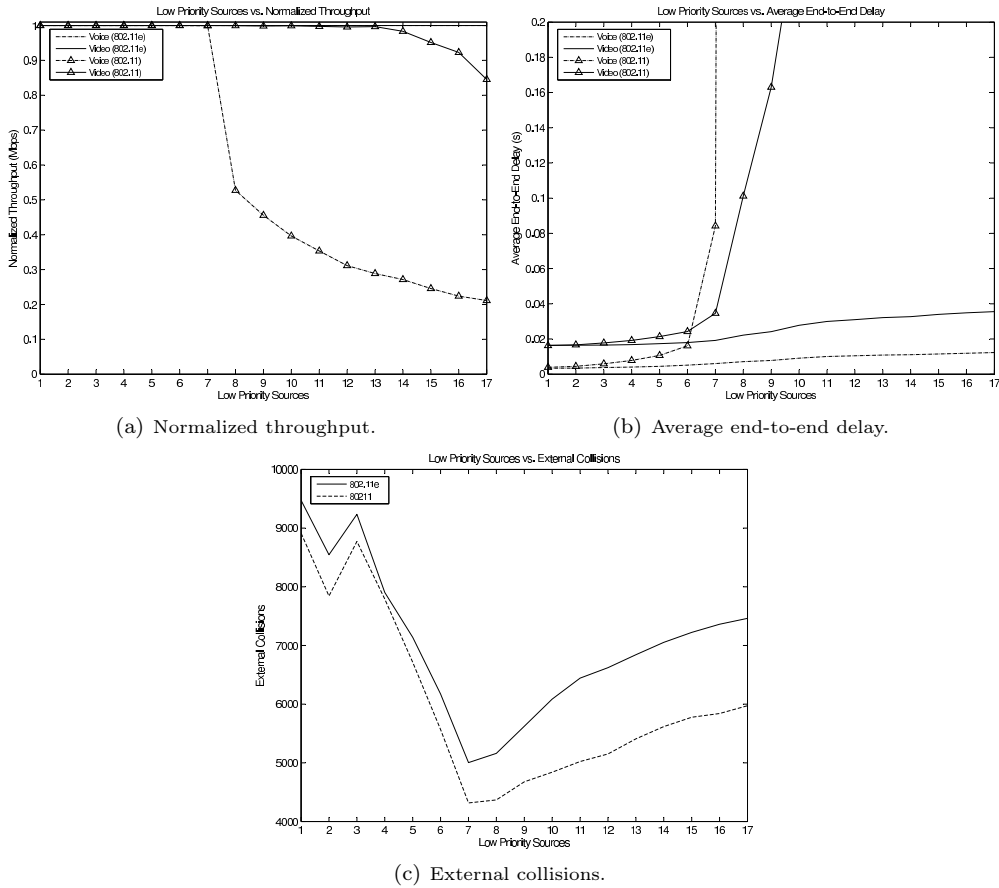 Low Priority Sources vs. Normalized Throughput
Normalized Throughput (Mbps)
1
0.9
0.8
0.7
0.6
0.5
0.4
0.3
0.2
0.1
0
Voice (802.11e)
Video (802.11e)
Voice (802.11)
Video (802.11)
1 2 3 4 5 6 7 8 9 10 11 12 13 14 15 16 17
Low Priority Sources
(a) Normalized throughput.
Low Priority Sources vs. Average End-to-End Delay
Average End-to-End Delay (s)
0.2
0.18
0.16
0.14
0.12
0.1
0.08
0.06
0.04
0.02
0
Voice (802.11e)
Video (802.11e)
Voice (802.11)
Video (802.11)
1 2 3 4 5 6 7 8 9 10 11 12 13 14 15 16 17
Low Priority Sources
(b) Average end-to-end delay.
Low Priority Sources vs. External Collisions
External Collisions
10000
9000
8000
7000
6000
5000
4000
802.11e
80211
1 2 3 4 5 6 7 8 9 10 11 12 13 14 15 16 17
Low Priority Sources
(c) External collisions.